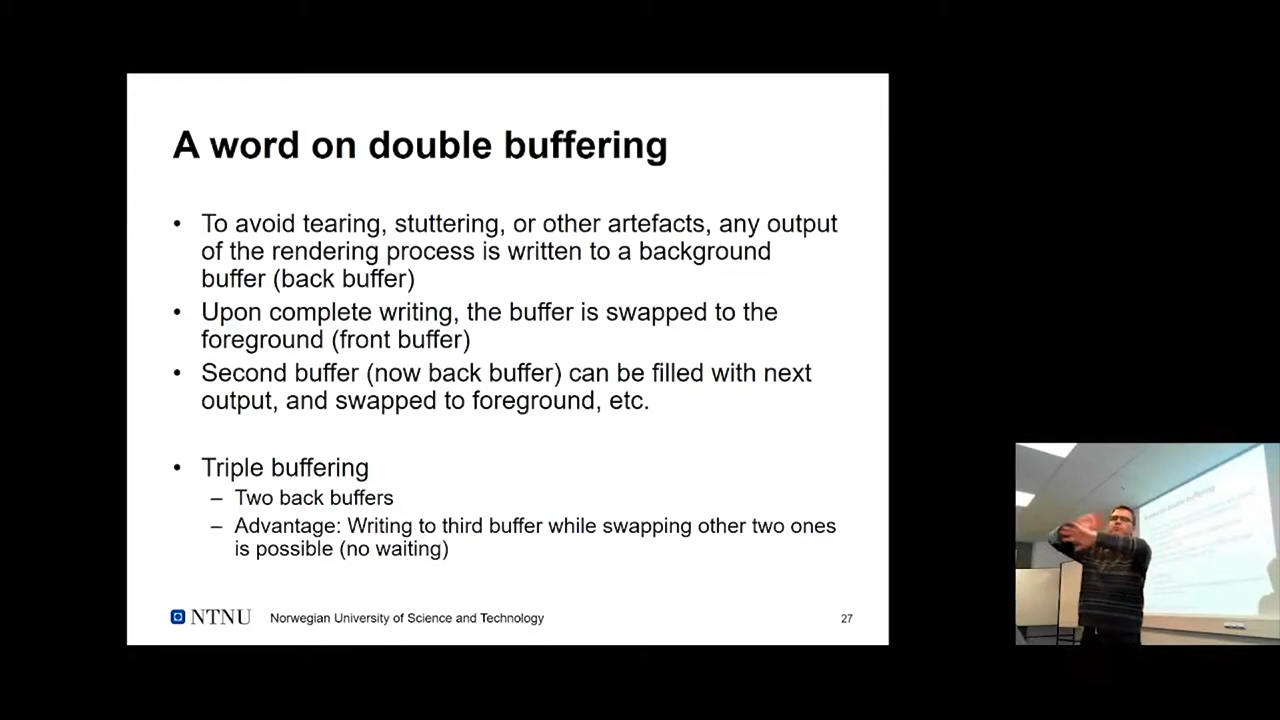 A word on double buffering
• To avoid tearing, stuttering, or other artefacts, any output
of the rendering process is written to a background
buffer (back buffer)
• Upon complete writing, the buffer is swapped to the
foreground (front buffer)
• Second buffer (now back buffer) can be filled with next
output, and swapped to foreground, etc.
• Triple buffering
– Two back buffers
– Advantage: Writing to third buffer while swapping other two ones
is possible (no waiting)
NTNU Norwegian University of Science and Technology 27